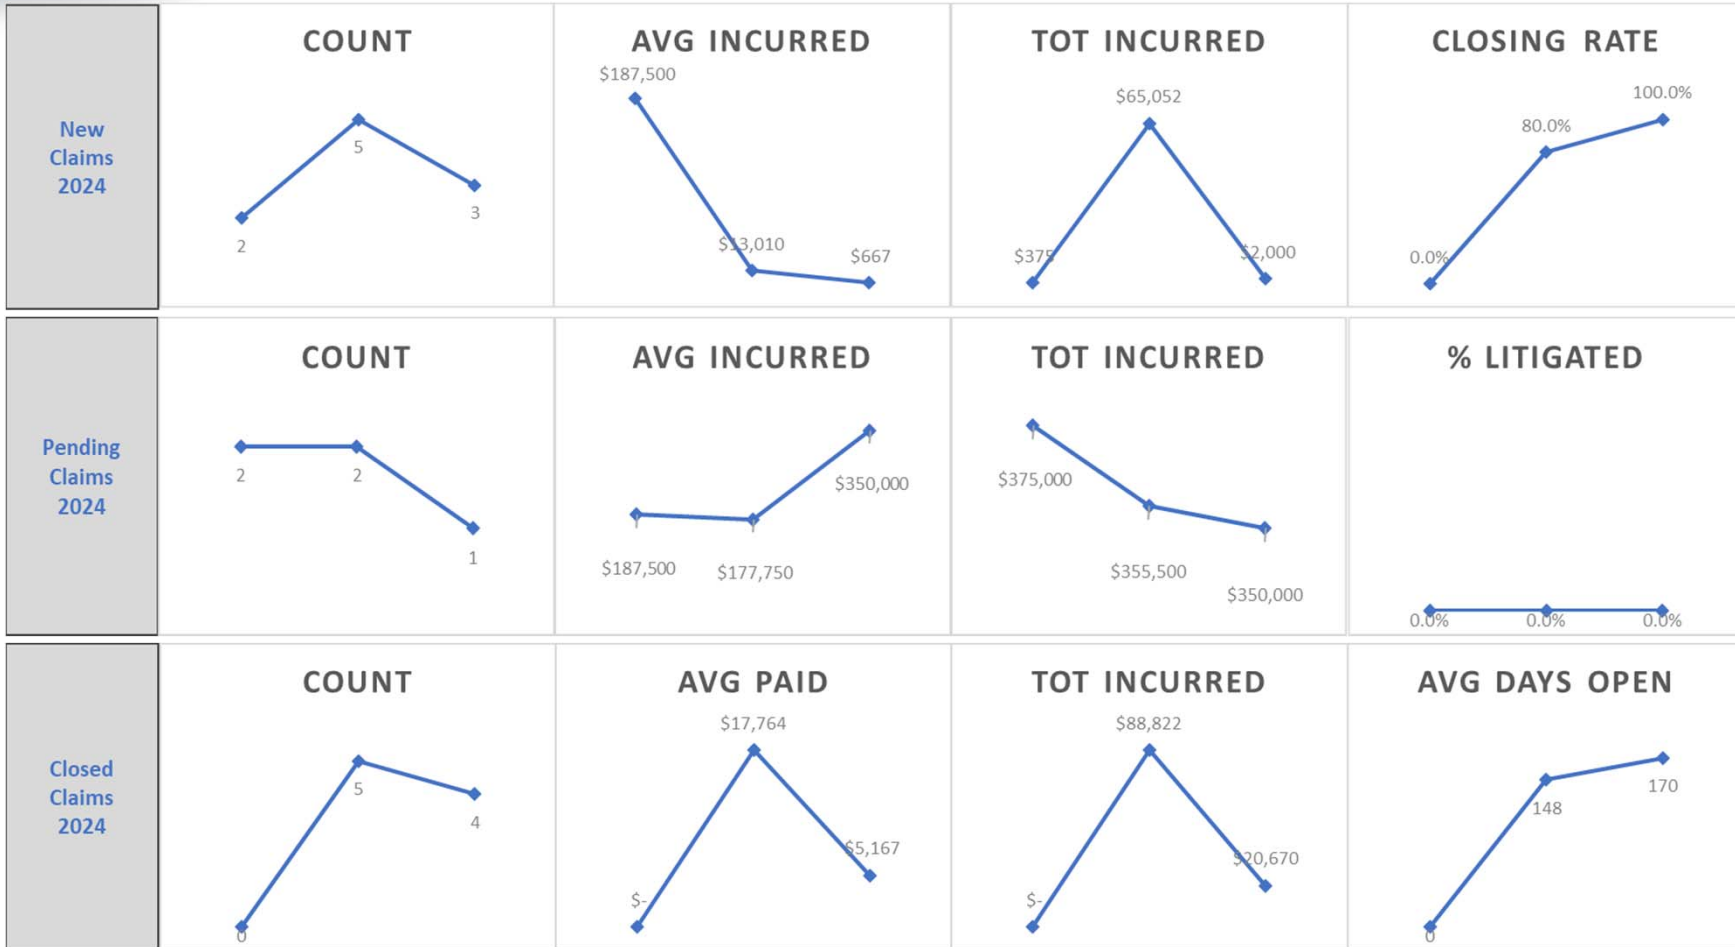 COUNT
AVG INCURRED
TOT INCURRED
CLOSING RATE
New
Claims
2024
2
5
3
$187,500
$13,010
$667
$375
$65,052
$2,000
0.0%
80.0%
100.0%
COUNT
AVG INCURRED
TOT INCURRED
% LITIGATED
Pending
Claims
2024
2
2
1
$187,500
$177,750
$350,000
$375,000
$355,500
$350,000
0.0%
0.0%
0.0%
COUNT
AVG PAID
TOT INCURRED
AVG DAYS OPEN
Closed
Claims
2024
0
5
4
$-
$17,764
$5,167
$-
$88,822
$20,670
0
148
170